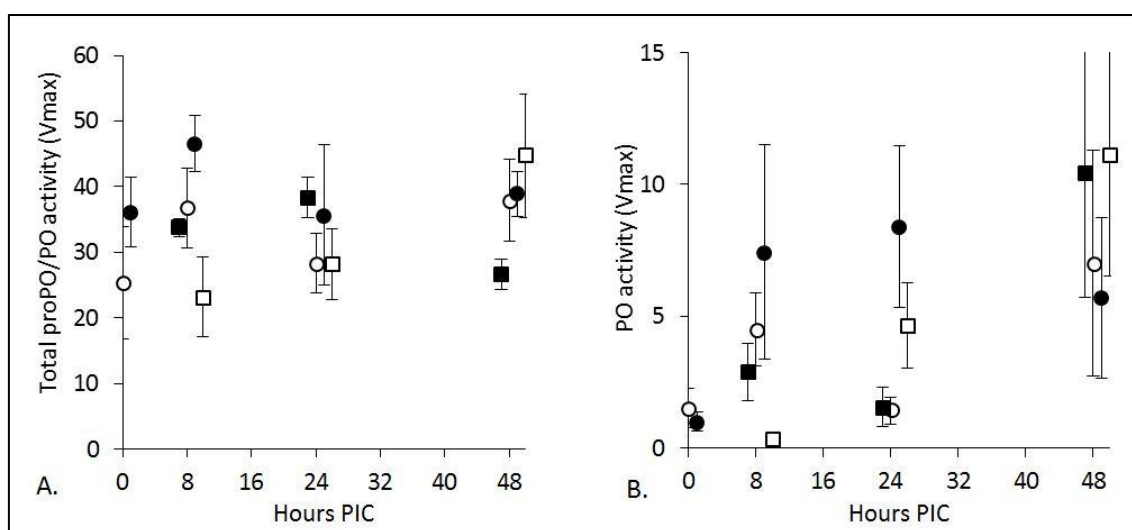 60
50
40
30
20
10
0
Total proPO/PO activity (Vmax)
0 8 16 24 32 40 48
A.
Hours PIC
15
10
5
0
PO activity (Vmax)
0 8 16 24 32 40 48
B.
Hours PIC